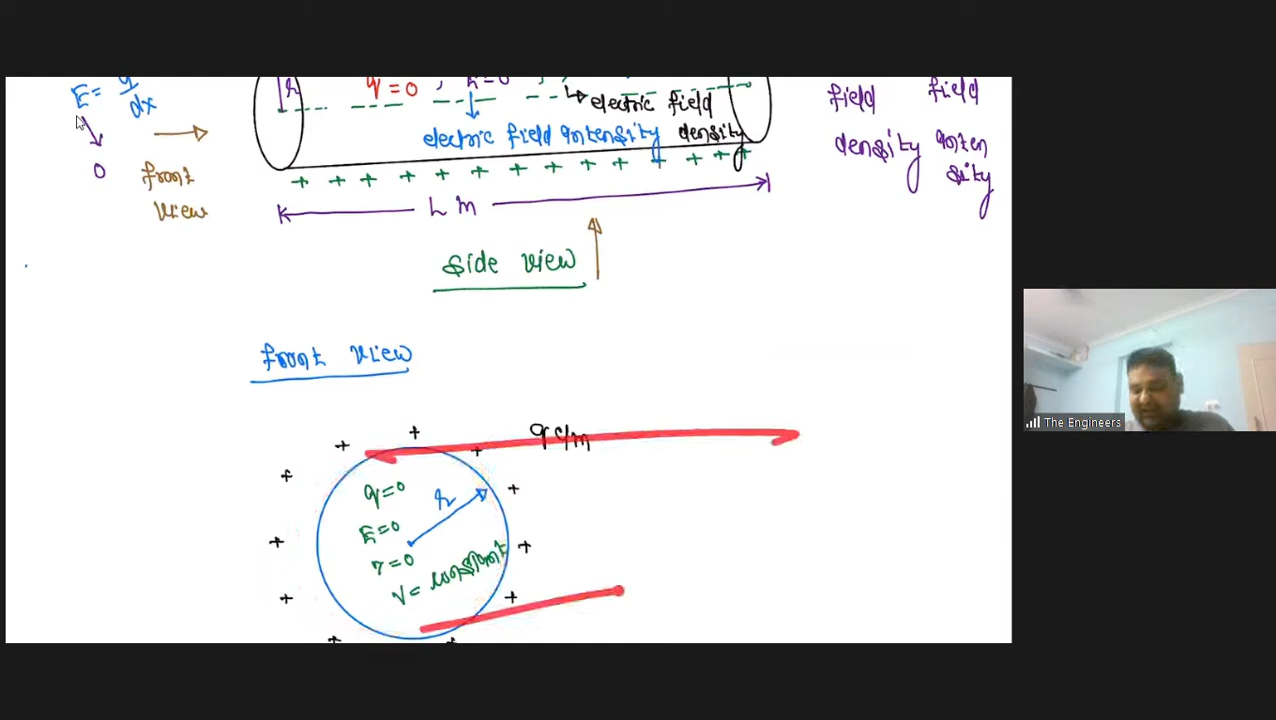 E = q/dx
0
front
view
r
q = 0 , E = 0
electric field
electric field intensity density
field field
density inten
sity
+ + + + + + + + + + + + +
L m
side view
front view
q c/m
+ + + + + + + + + + + +
q=0
r
E=0
V= constant
The Engineers